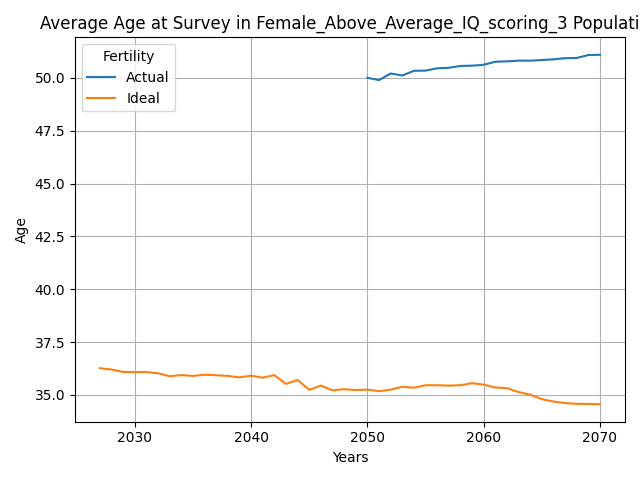 Average Age at Survey in Female_Above_Average_IQ_scoring_3 Populati
Fertility
Actual
Ideal
50.0
47.5
45.0
42.5
40.0
37.5
35.0
Age
2030
2040
2050
2060
2070
Years